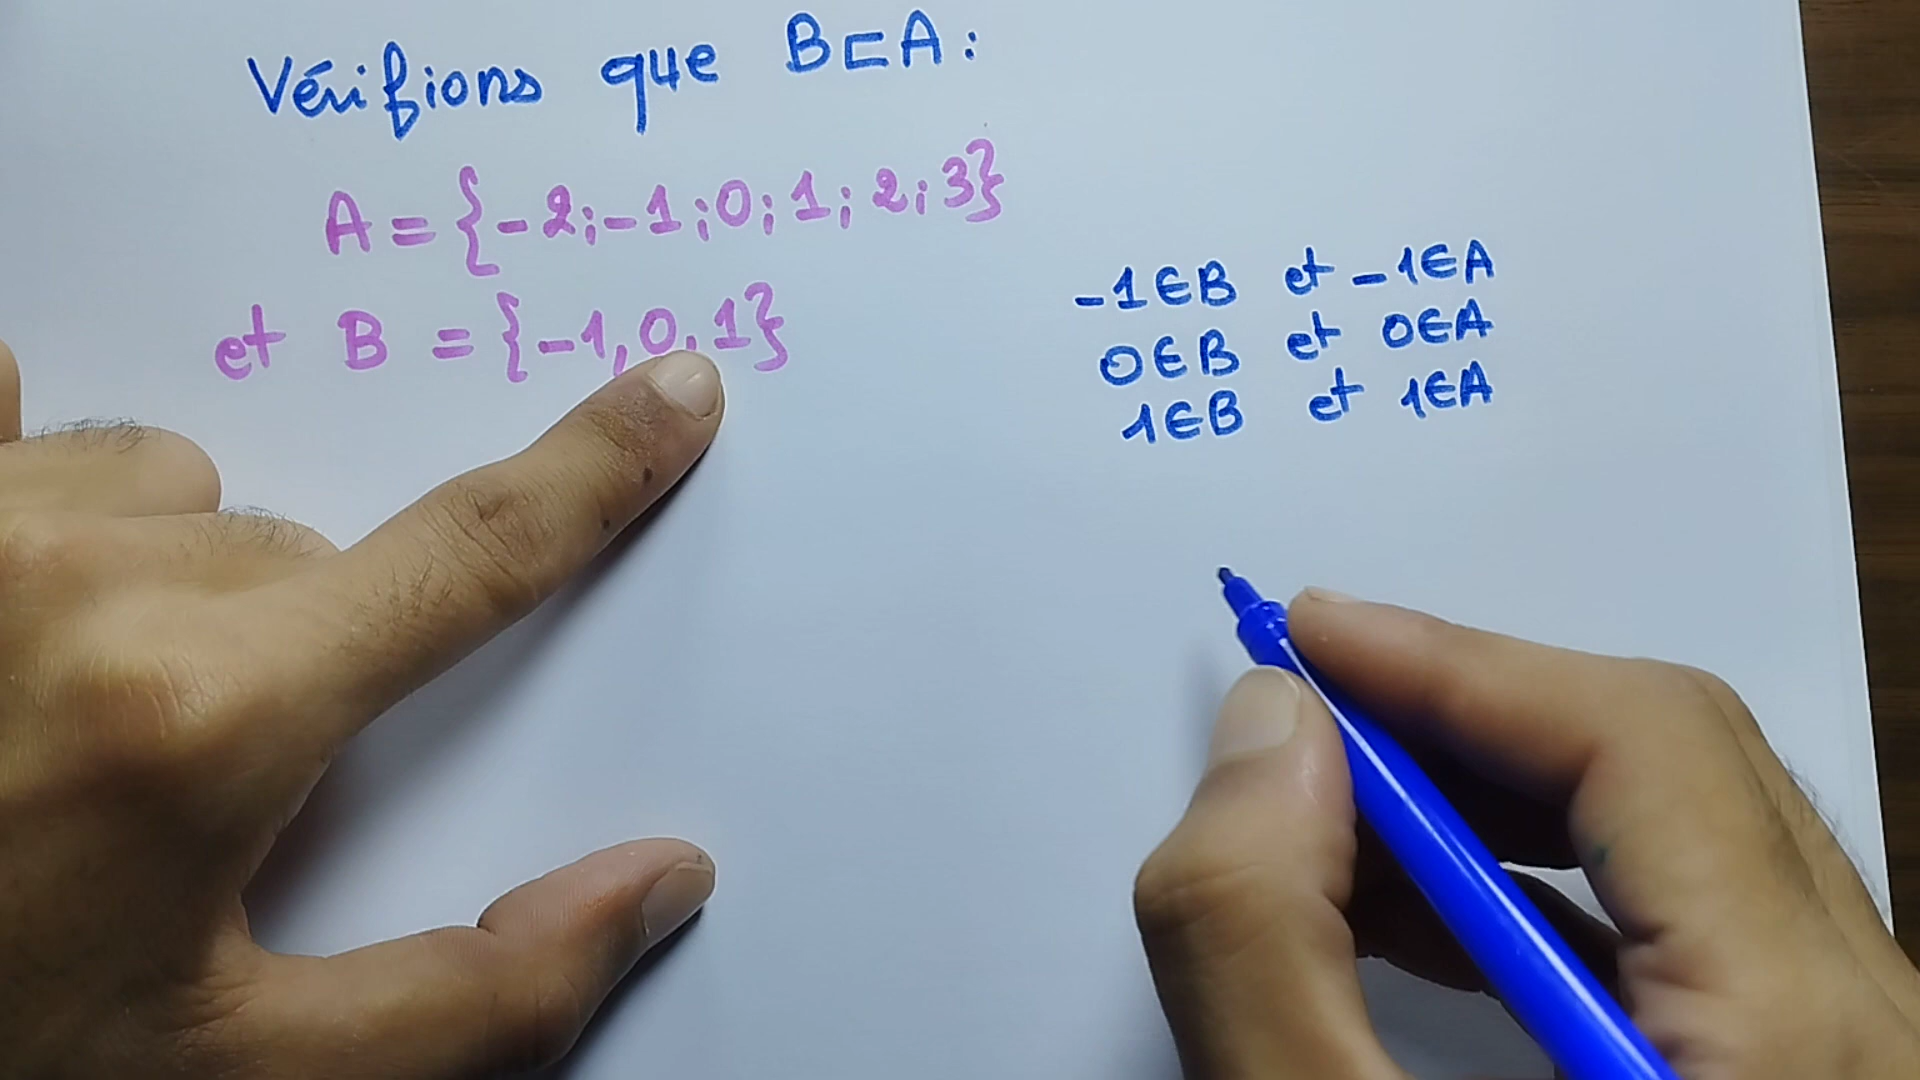 Vérifions que B⊏A:
A = {-2;-1;0;1;2;3}
et B = {-1,0,1}
-1∈B et -1∈A
0∈B et 0∈A
1∈B et 1∈A